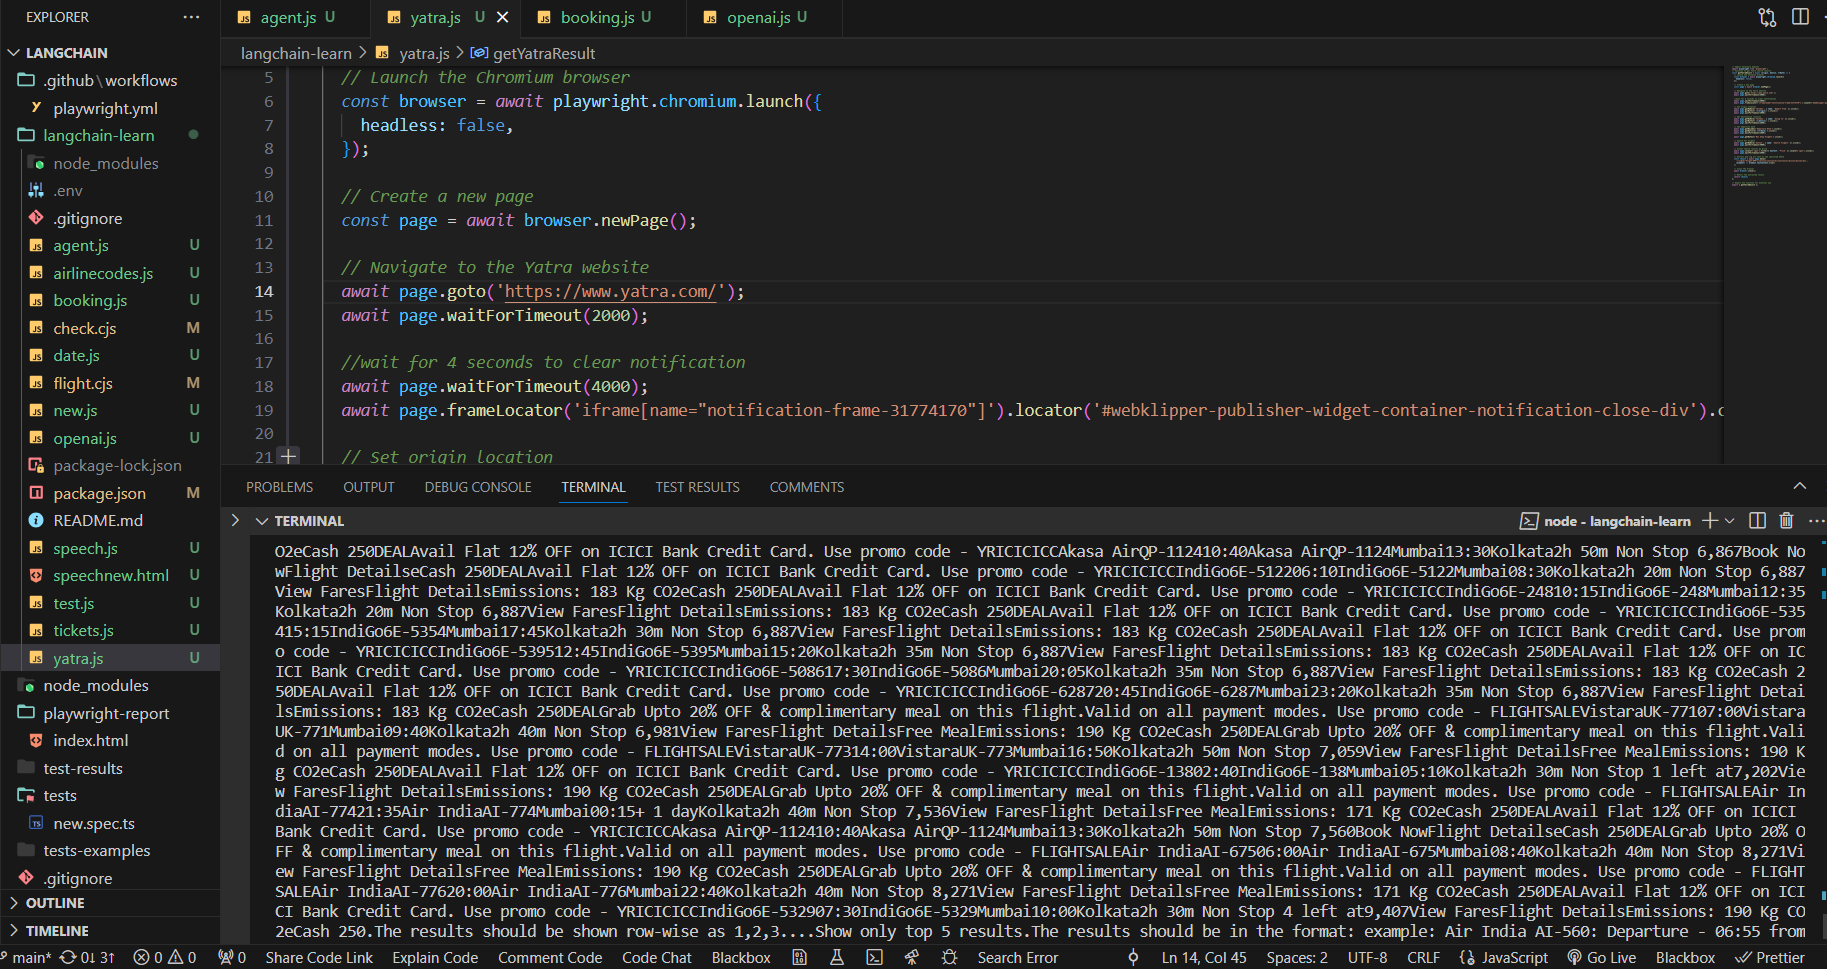 EXPLORER
LANGCHAIN
.github\workflows
playwright.yml
langchain-learn
node_modules
.env
.gitignore
agent.js U
airlinecodes.js U
booking.js U
check.cjs M
date.js U
flight.cjs M
new.js U
openai.js U
package-lock.json
package.json M
README.md
speech.js U
speechnew.html U
test.js U
tickets.js U
yatra.js U
node_modules
playwright-report
index.html
test-results
tests
new.spec.ts
tests-examples
.gitignore
OUTLINE
TIMELINE
agent.js U yatra.js U booking.js U openai.js U
langchain-learn > yatra.js > getYatraResult
5 // Launch the Chromium browser
6 const browser = await playwright.chromium.launch({
7 headless: false,
8 });
9
10 // Create a new page
11 const page = await browser.newPage();
12
13 // Navigate to the Yatra website
14 await page.goto('https://www.yatra.com/');
15 await page.waitForTimeout(2000);
16
17 //wait for 4 seconds to clear notification
18 await page.waitForTimeout(4000);
19 await page.frameLocator('iframe[name="notification-frame-31774170"]').locator('#webklipper-publisher-widget-container-notification-close-div').c
20
21 // Set origin location
PROBLEMS OUTPUT DEBUG CONSOLE TERMINAL TEST RESULTS COMMENTS
TERMINAL node - langchain-learn
O2eCash 250DEALAvail Flat 12% OFF on ICICI Bank Credit Card. Use promo code - YRICICICCAkasa AirQP-112410:40Akasa AirQP-1124Mumbai13:30Kolkata2h 50m Non Stop 6,867Book No
wFlight DetailseCash 250DEALAvail Flat 12% OFF on ICICI Bank Credit Card. Use promo code - YRICICICCIndiGo6E-512206:10IndiGo6E-5122Mumbai08:30Kolkata2h 20m Non Stop 6,887
View FaresFlight DetailsEmissions: 183 Kg CO2eCash 250DEALAvail Flat 12% OFF on ICICI Bank Credit Card. Use promo code - YRICICICCIndiGo6E-24810:15IndiGo6E-248Mumbai12:35
Kolkata2h 20m Non Stop 6,887View FaresFlight DetailsEmissions: 183 Kg CO2eCash 250DEALAvail Flat 12% OFF on ICICI Bank Credit Card. Use promo code - YRICICICCIndiGo6E-535
415:15IndiGo6E-5354Mumbai17:45Kolkata2h 30m Non Stop 6,887View FaresFlight DetailsEmissions: 183 Kg CO2eCash 250DEALAvail Flat 12% OFF on ICICI Bank Credit Card. Use prom
o code - YRICICICCIndiGo6E-539512:45IndiGo6E-5395Mumbai15:20Kolkata2h 35m Non Stop 6,887View FaresFlight DetailsEmissions: 183 Kg CO2eCash 250DEALAvail Flat 12% OFF on IC
ICI Bank Credit Card. Use promo code - YRICICICCIndiGo6E-508617:30IndiGo6E-5086Mumbai20:05Kolkata2h 35m Non Stop 6,887View FaresFlight DetailsEmissions: 183 Kg CO2eCash 2
50DEALAvail Flat 12% OFF on ICICI Bank Credit Card. Use promo code - YRICICICCIndiGo6E-628720:45IndiGo6E-6287Mumbai23:20Kolkata2h 35m Non Stop 6,887View FaresFlight Detai
lsEmissions: 183 Kg CO2eCash 250DEALGrab Upto 20% OFF & complimentary meal on this flight.Valid on all payment modes. Use promo code - FLIGHTSALEVistaraUK-77107:00Vistara
UK-771Mumbai09:40Kolkata2h 40m Non Stop 6,981View FaresFlight DetailsFree MealEmissions: 190 Kg CO2eCash 250DEALGrab Upto 20% OFF & complimentary meal on this flight.Vali
d on all payment modes. Use promo code - FLIGHTSALEVistaraUK-77314:00VistaraUK-773Mumbai16:50Kolkata2h 50m Non Stop 7,059View FaresFlight DetailsFree MealEmissions: 190 K
g CO2eCash 250DEALAvail Flat 12% OFF on ICICI Bank Credit Card. Use promo code - YRICICICCIndiGo6E-13802:40IndiGo6E-138Mumbai05:10Kolkata2h 30m Non Stop 1 left at7,202Vie
w FaresFlight DetailsEmissions: 190 Kg CO2eCash 250DEALGrab Upto 20% OFF & complimentary meal on this flight.Valid on all payment modes. Use promo code - FLIGHTSALEAir In
diaAI-77421:35Air IndiaAI-774Mumbai00:15+ 1 dayKolkata2h 40m Non Stop 7,536View FaresFlight DetailsFree MealEmissions: 171 Kg CO2eCash 250DEALAvail Flat 12% OFF on ICICI
Bank Credit Card. Use promo code - YRICICICCAkasa AirQP-112410:40Akasa AirQP-1124Mumbai13:30Kolkata2h 50m Non Stop 7,560Book NowFlight DetailseCash 250DEALGrab Upto 20% O
FF & complimentary meal on this flight.Valid on all payment modes. Use promo code - FLIGHTSALEAir IndiaAI-67506:00Air IndiaAI-675Mumbai08:40Kolkata2h 40m Non Stop 8,271Vi
ew FaresFlight DetailsFree MealEmissions: 190 Kg CO2eCash 250DEALGrab Upto 20% OFF & complimentary meal on this flight.Valid on all payment modes. Use promo code - FLIGHT
SALEAir IndiaAI-77620:00Air IndiaAI-776Mumbai22:40Kolkata2h 40m Non Stop 8,271View FaresFlight DetailsFree MealEmissions: 171 Kg CO2eCash 250DEALAvail Flat 12% OFF on ICI
CI Bank Credit Card. Use promo code - YRICICICCIndiGo6E-532907:30IndiGo6E-5329Mumbai10:00Kolkata2h 30m Non Stop 4 left at9,407View FaresFlight DetailsEmissions: 190 Kg CO
2eCash 250.The results should be shown row-wise as 1,2,3....Show only top 5 results.The results should be in the format: example: Air India AI-560: Departure - 06:55 from
main* 0↓ 3↑ 0 0 0 Share Code Link Explain Code Comment Code Code Chat Blackbox Search Error Ln 14, Col 45 Spaces: 2 UTF-8 CRLF JavaScript Go Live Blackbox Prettier